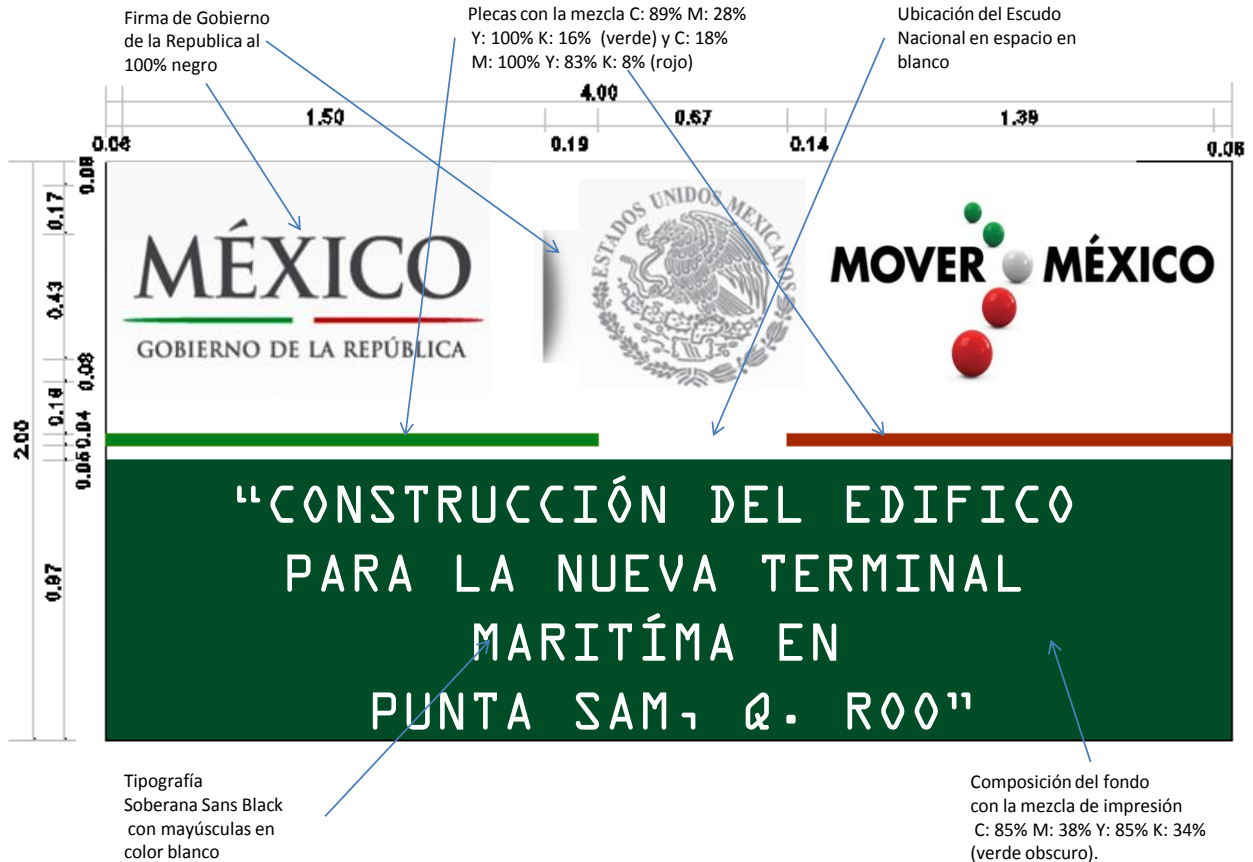 Firma de Gobierno
de la Republica al
100% negro
Plecas con la mezcla C: 89% M: 28%
Y: 100% K: 16% (verde) y C: 18%
M: 100% Y: 83% K: 8% (rojo)
Ubicación del Escudo
Nacional en espacio en
blanco
4.00
1.50 0.67 1.39
0.06 0.19 0.14 0.06
0.17
0.43
0.08
2.00
0.04
0.05
0.97
MÉXICO
GOBIERNO DE LA REPÚBLICA
ESTADOS UNIDOS MEXICANOS
MOVER MÉXICO
“CONSTRUCCIÓN DEL EDIFICO
PARA LA NUEVA TERMINAL
MARITÍMA EN
PUNTA SAM, Q. ROO”
Tipografía
Soberana Sans Black
con mayúsculas en
color blanco
Composición del fondo
con la mezcla de impresión
C: 85% M: 38% Y: 85% K: 34%
(verde obscuro).